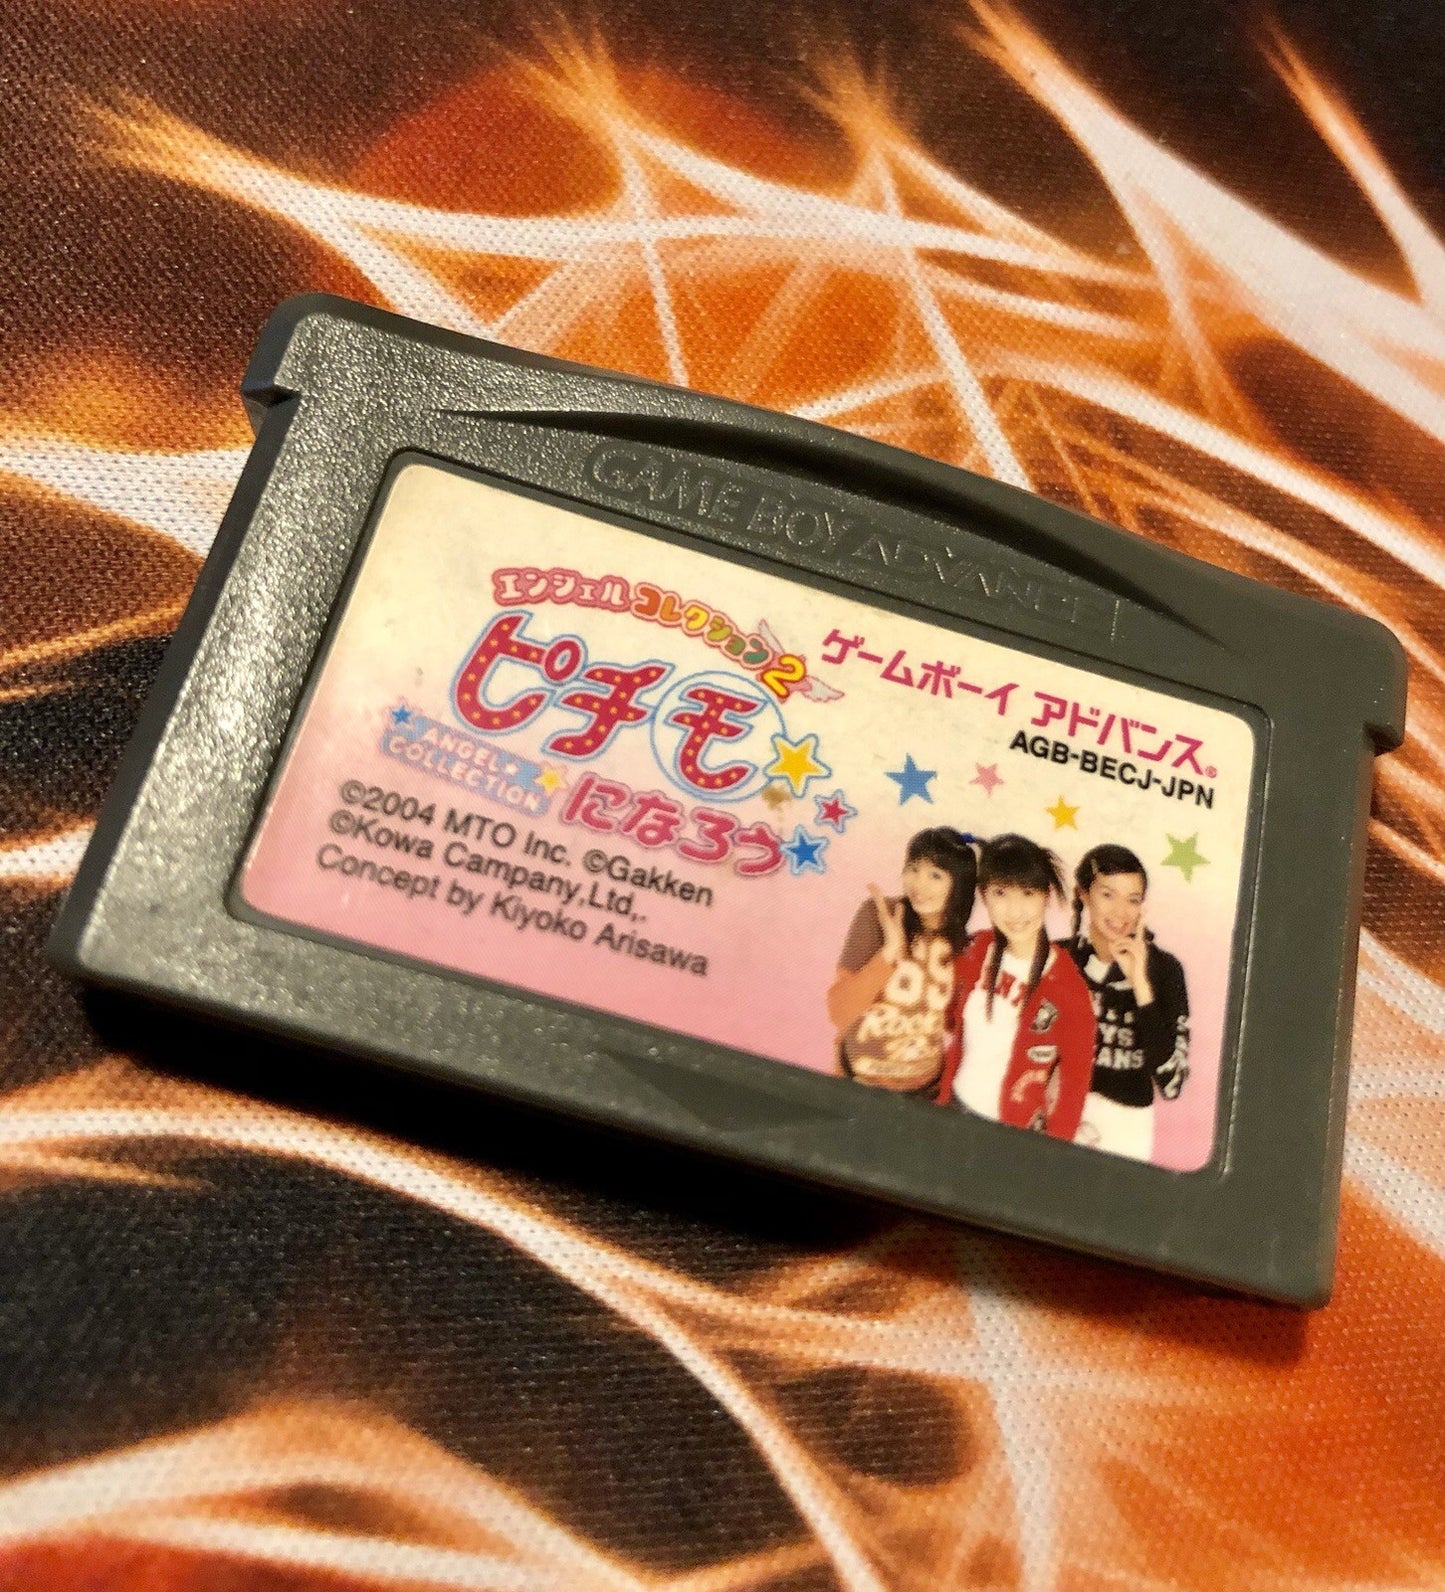 GAME BOY ADVANCE
エンジェルコレクション2
ピチモ
ANGEL★
COLLECTION
になろう
ゲームボーイ アドバンス®
AGB-BECJ-JPN
©2004 MTO Inc. ©Gakken
©Kowa Campany,Ltd,.
Concept by Kiyoko Arisawa